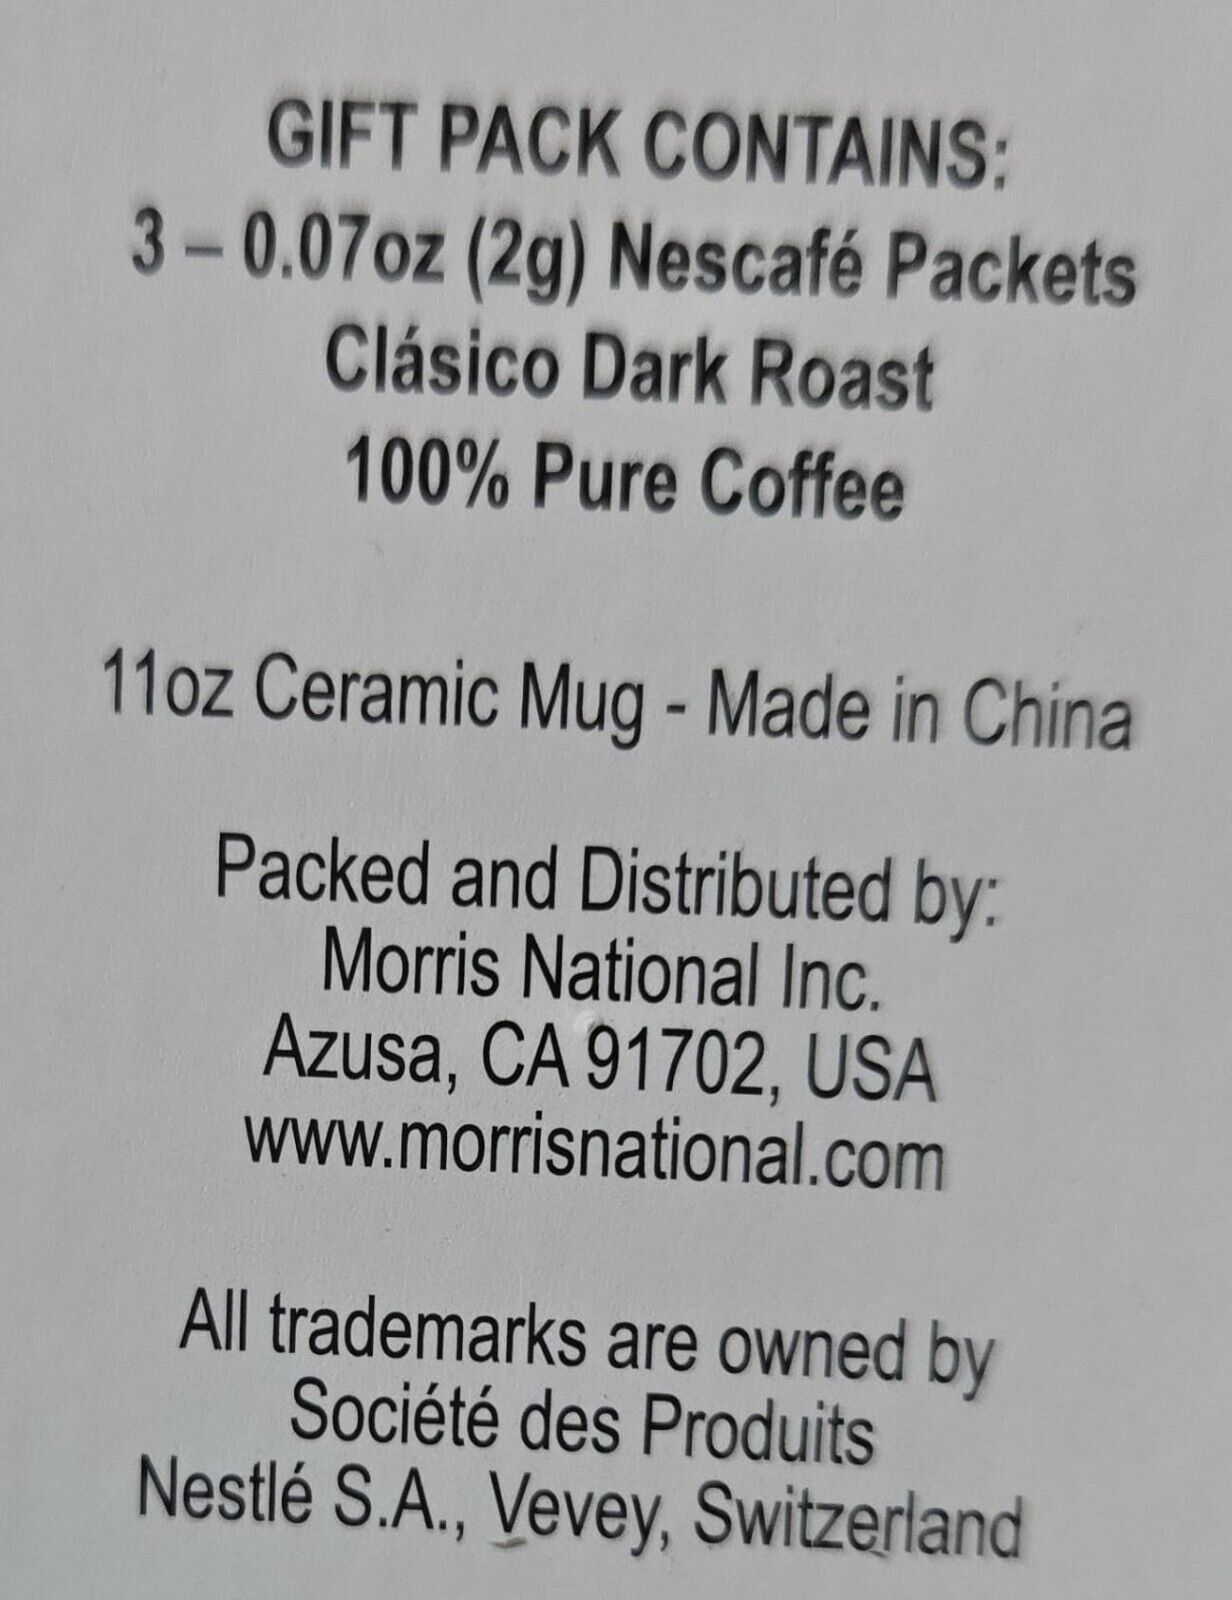 GIFT PACK CONTAINS:
3 – 0.07oz (2g) Nescafé Packets
Clásico Dark Roast
100% Pure Coffee
11oz Ceramic Mug - Made in China
Packed and Distributed by:
Morris National Inc.
Azusa, CA 91702, USA
www.morrisnational.com
All trademarks are owned by
Société des Produits
Nestlé S.A., Vevey, Switzerland